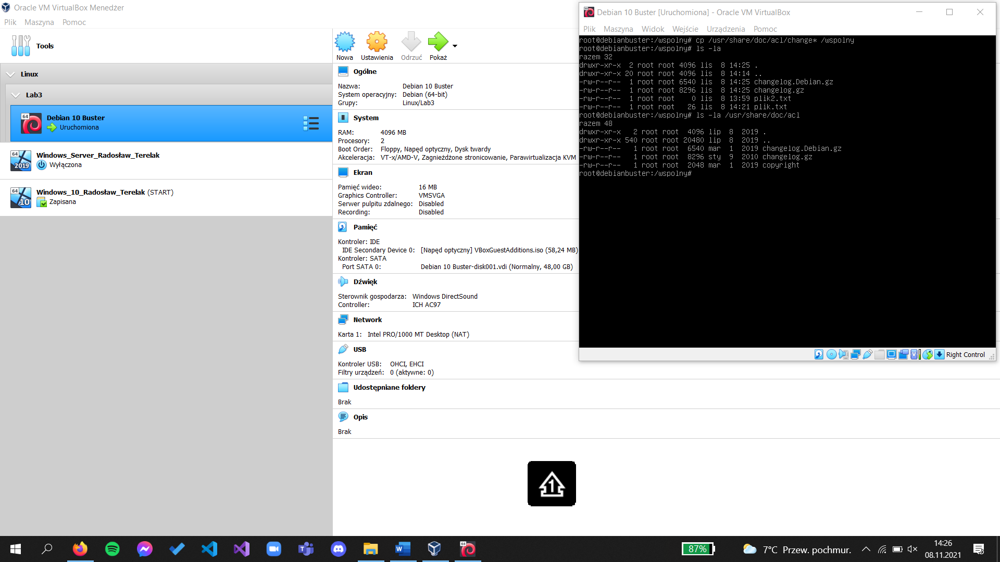 Oracle VM VirtualBox Menedżer
Plik Maszyna Pomoc
Tools
Linux
Lab3
64
Debian 10 Buster
Uruchomiona
64
2019
Windows_Server_Radosław_Terelak
Wyłączona
64
10
Windows_10_Radosław_Terelak (START)
Zapisana
Nowa Ustawienia Odrzuć Pokaż
Ogólne
Nazwa: Debian 10 Buster
System operacyjny: Debian (64-bit)
Grupy: Linux/Lab3
System
RAM: 4096 MB
Procesory: 2
Boot Order: Floppy, Napęd optyczny, Dysk twardy
Akceleracja: VT-x/AMD-V, Zagnieżdżone stronicowanie, Parawirtualizacja KVM
Ekran
Pamięć wideo: 16 MB
Graphics Controller: VMSVGA
Serwer pulpitu zdalnego: Disabled
Recording: Disabled
Pamięć
Kontroler: IDE
IDE Secondary Device 0: [Napęd optyczny] VBoxGuestAdditions.iso (58,24 MB)
Kontroler: SATA
Port SATA 0: Debian 10 Buster-disk001.vdi (Normalny, 48,00 GB)
Dźwięk
Sterownik gospodarza: Windows DirectSound
Controller: ICH AC97
Network
Karta 1: Intel PRO/1000 MT Desktop (NAT)
USB
Kontroler USB: OHCI, EHCI
Filtry urządzeń: 0 (aktywne: 0)
Udostępniane foldery
Brak
Opis
Brak
Debian 10 Buster [Uruchomiona] - Oracle VM VirtualBox
Plik Maszyna Widok Wejście Urządzenia Pomoc
root@debianbuster:/wspolny# cp /usr/share/doc/acl/change* /wspolny
root@debianbuster:/wspolny# ls -la
razem 32
drwxr-xr-x  2 root root 4096 lis  8 14:25 .
drwxr-xr-x 20 root root 4096 lis  8 14:14 ..
-rw-r--r--  1 root root 6540 lis  8 14:25 changelog.Debian.gz
-rw-r--r--  1 root root 8296 lis  8 14:25 changelog.gz
-rw-r--r--  1 root root    0 lis  8 13:59 plik2.txt
-rw-r--r--  1 root root   26 lis  8 14:21 plik.txt
root@debianbuster:/wspolny# ls -la /usr/share/doc/acl
razem 48
drwxr-xr-x   2 root root  4096 lip  8  2019 .
drwxr-xr-x 540 root root 20480 lip  8  2019 ..
-rw-r--r--   1 root root  6540 mar  1  2019 changelog.Debian.gz
-rw-r--r--   1 root root  8296 sty  9  2010 changelog.gz
-rw-r--r--   1 root root  2048 mar  1  2019 copyright
root@debianbuster:/wspolny#
Right Control
1
87%
7°C Przew. pochmur.
14:26
08.11.2021